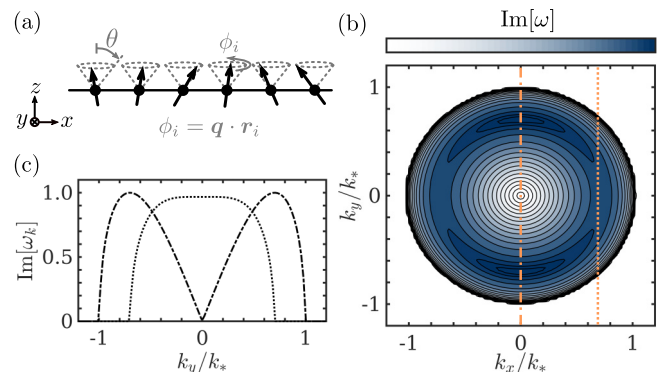 (a)
θ
ϕ_i
z
y
x
ϕ_i = q · r_i
(b)
Im[ω]
1
0
-1
k_y/k_*
-1
0
1
k_x/k_*
(c)
1.0
0.5
0
Im[ω_k]
-1
0
1
k_y/k_*